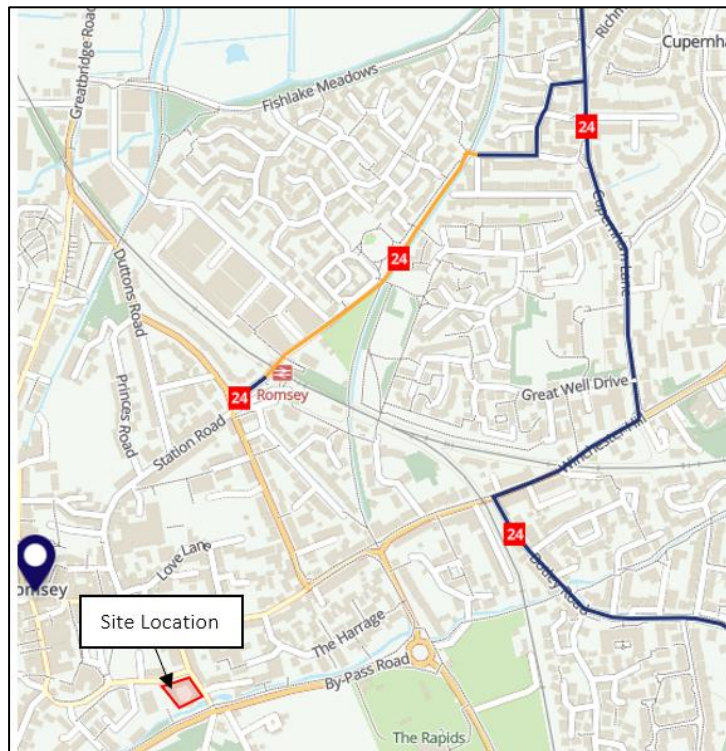 Greatbridge Road
Richm
Cupernha
Fishlake Meadows
24
Cupernham Lane
24
Duttons Road
Princes Road
Romsey
24
Great Well Drive
Station Road
Winchester Hill
24
Botley Road
Love Lane
omsey
Site Location
The Harrage
By-Pass Road
The Rapids